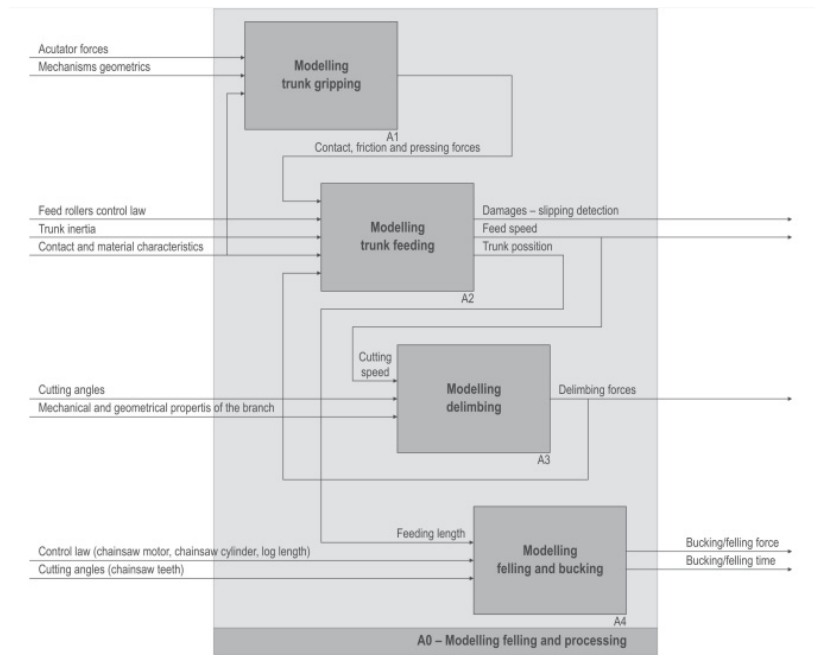 Acutator forces
Mechanisms geometrics
Modelling
trunk gripping
A1
Contact, friction and pressing forces
Feed rollers control law
Trunk inertia
Contact and material characteristics
Modelling
trunk feeding
A2
Damages – slipping detection
Feed speed
Trunk possition
Cutting
speed
Cutting angles
Mechanical and geometrical propertis of the branch
Modelling
delimbing
A3
Delimbing forces
Feeding length
Control law (chainsaw motor, chainsaw cylinder, log length)
Cutting angles (chainsaw teeth)
Modelling
felling and bucking
A4
Bucking/felling force
Bucking/felling time
A0 – Modelling felling and processing